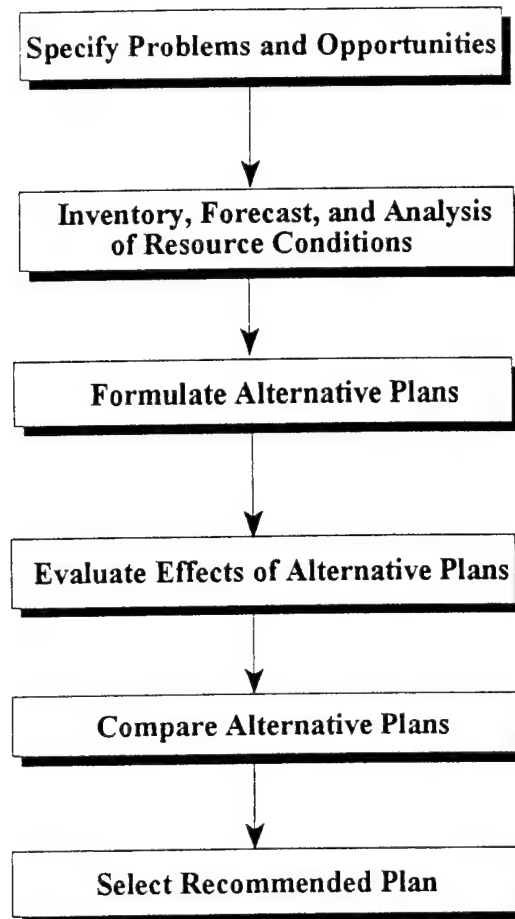 Specify Problems and Opportunities
Inventory, Forecast, and Analysis
of Resource Conditions
Formulate Alternative Plans
Evaluate Effects of Alternative Plans
Compare Alternative Plans
Select Recommended Plan